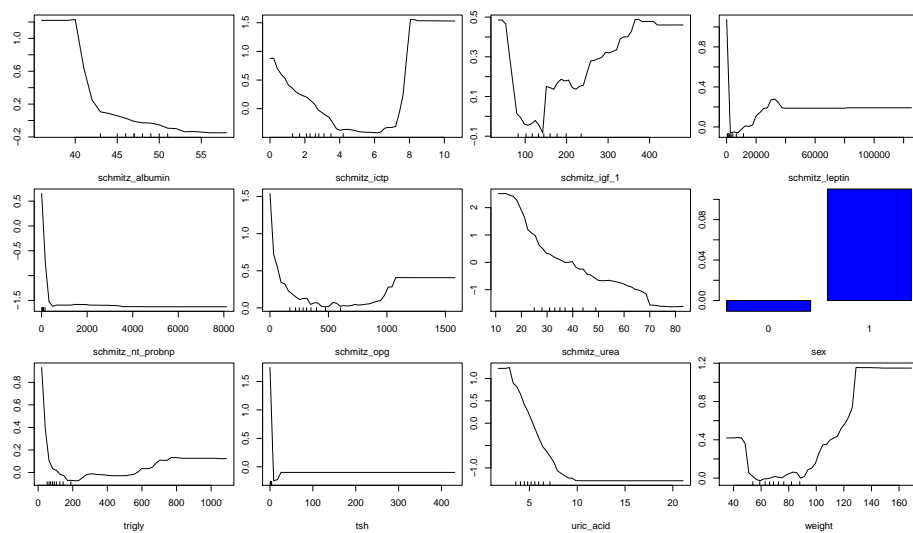 -0.2 0.2 0.6 1.0
40 45 50 55
schmitz_albumin
0.0 0.5 1.0 1.5
0 2 4 6 8 10
schmitz_ictp
-0.1 0.1 0.3 0.5
100 200 300 400
schmitz_igf_1
0.0 0.4 0.8
0 20000 60000 100000
schmitz_leptin
-1.5 -0.5 0.0 0.5
0 2000 4000 6000 8000
schmitz_nt_probnp
0.0 0.5 1.0 1.5
0 500 1000 1500
schmitz_opg
-1 0 1 2
10 20 30 40 50 60 70 80
schmitz_urea
0.00 0.04 0.08
0 1
sex
0.0 0.2 0.4 0.6 0.8
0 200 400 600 800 1000
trigly
0.0 0.5 1.0 1.5
0 100 200 300 400
tsh
-1.0 0.0 0.5 1.0
5 10 15 20
uric_acid
0.0 0.4 0.8 1.2
40 60 80 100 120 140 160
weight